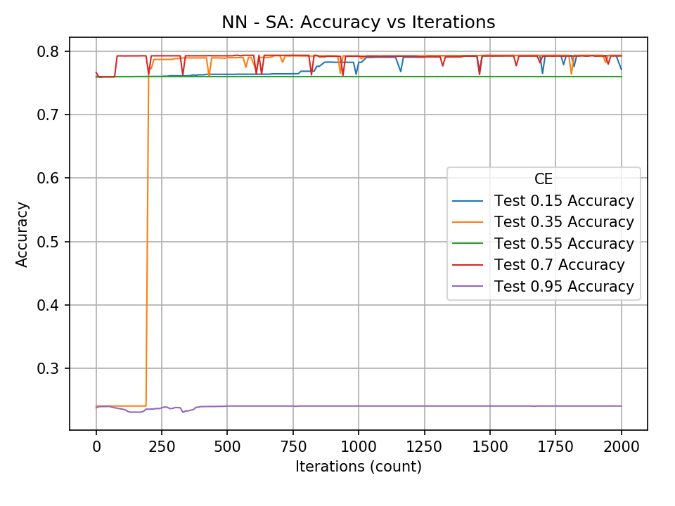 NN - SA: Accuracy vs Iterations
0.8
0.7
0.6
0.5
0.4
0.3
Accuracy
CE
Test 0.15 Accuracy
Test 0.35 Accuracy
Test 0.55 Accuracy
Test 0.7 Accuracy
Test 0.95 Accuracy
0 250 500 750 1000 1250 1500 1750 2000
Iterations (count)